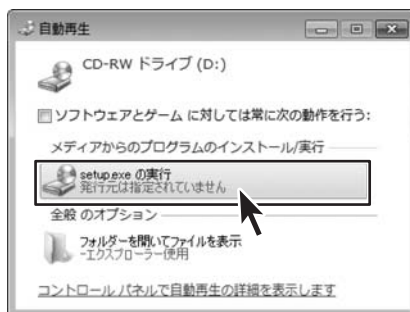 自動再生
CD-RW ドライブ (D:)
ソフトウェアとゲーム に対しては常に次の動作を行う:
メディアからのプログラムのインストール/実行
setup.exe の実行
発行元は指定されていません
全般 のオプション
フォルダーを開いてファイルを表示
-エクスプローラー使用
コントロール パネルで自動再生の詳細を表示します